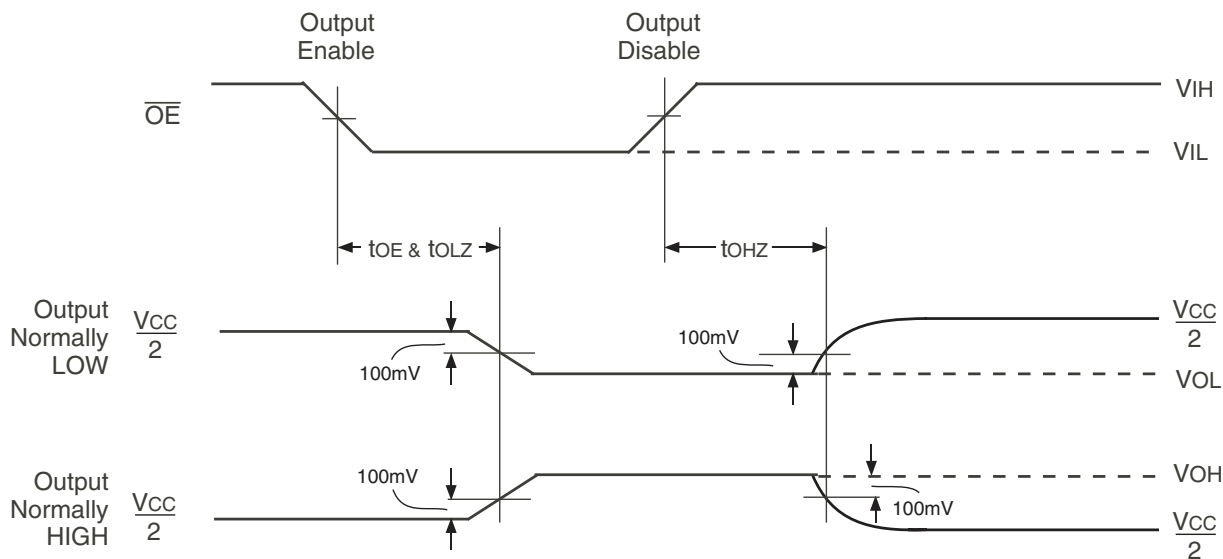 Output
Enable
Output
Disable
OE
VIH
VIL
tOE & tOLZ
tOHZ
Output
Normally
LOW
VCC
2
100mV
100mV
VCC
2
VOL
Output
Normally
HIGH
VCC
2
100mV
100mV
VOH
VCC
2